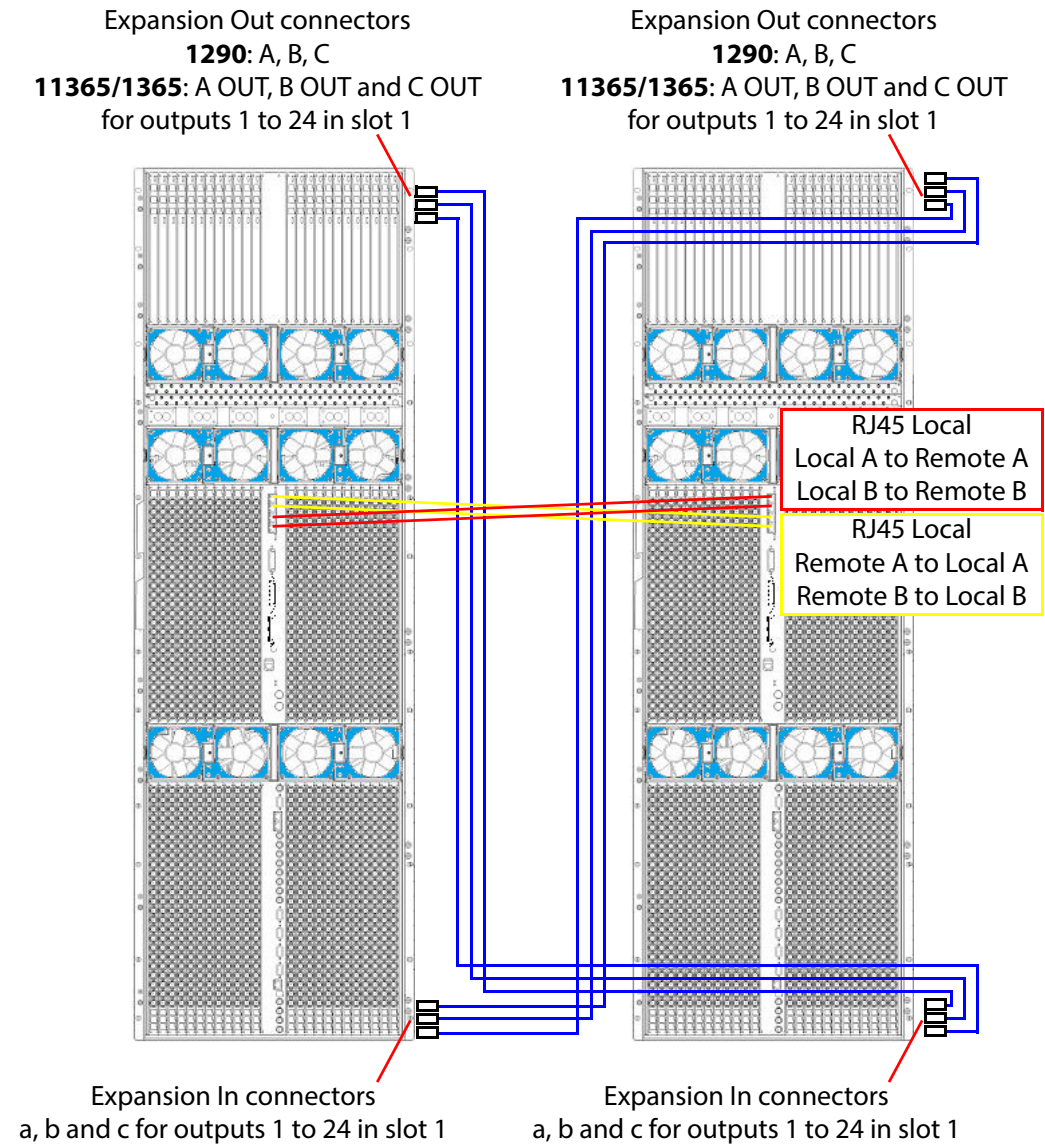 Expansion Out connectors
1290: A, B, C
11365/1365: A OUT, B OUT and C OUT
for outputs 1 to 24 in slot 1
Expansion Out connectors
1290: A, B, C
11365/1365: A OUT, B OUT and C OUT
for outputs 1 to 24 in slot 1
RJ45 Local
Local A to Remote A
Local B to Remote B
RJ45 Local
Remote A to Local A
Remote B to Local B
Expansion In connectors
a, b and c for outputs 1 to 24 in slot 1
Expansion In connectors
a, b and c for outputs 1 to 24 in slot 1